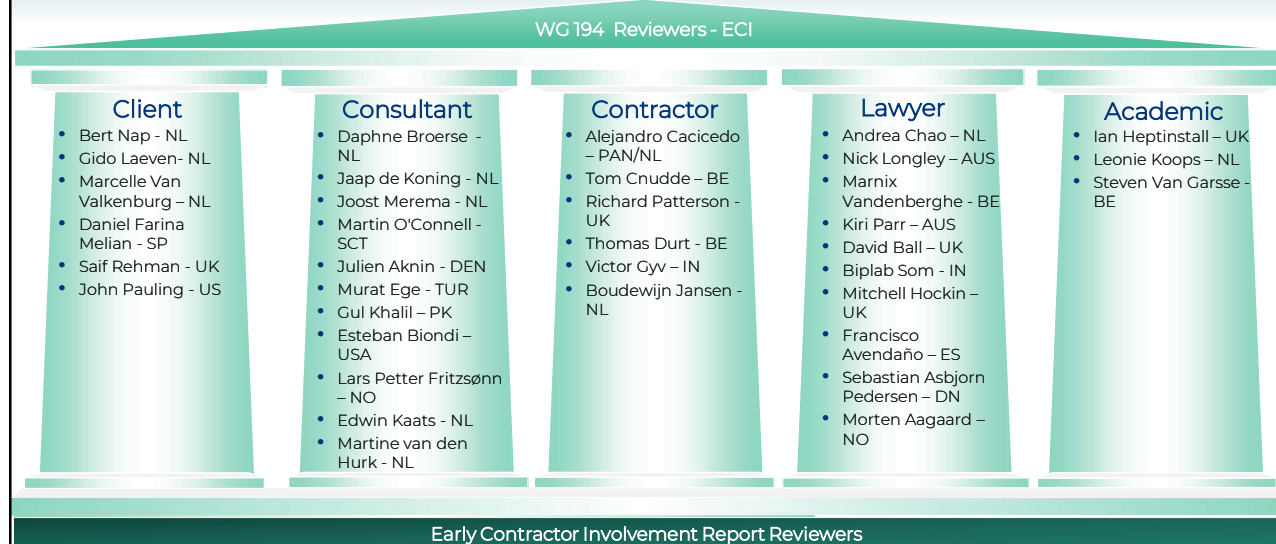 WG 194 Reviewers - ECI
Client
• Bert Nap - NL
• Gido Laeven- NL
• Marcelle Van
Valkenburg – NL
• Daniel Farina
Melian - SP
• Saif Rehman - UK
• John Pauling - US
Consultant
• Daphne Broerse -
NL
• Jaap de Koning - NL
• Joost Merema - NL
• Martin O'Connell -
SCT
• Julien Aknin - DEN
• Murat Ege - TUR
• Gul Khalil – PK
• Esteban Biondi –
USA
• Lars Petter Fritzsønn
– NO
• Edwin Kaats - NL
• Martine van den
Hurk - NL
Contractor
• Alejandro Cacicedo
– PAN/NL
• Tom Cnudde – BE
• Richard Patterson -
UK
• Thomas Durt - BE
• Victor Gyv – IN
• Boudewijn Jansen -
NL
Lawyer
• Andrea Chao – NL
• Nick Longley – AUS
• Marnix
Vandenberghe - BE
• Kiri Parr – AUS
• David Ball – UK
• Biplab Som - IN
• Mitchell Hockin –
UK
• Francisco
Avendaño – ES
• Sebastian Asbjorn
Pedersen – DN
• Morten Aagaard –
NO
Academic
• Ian Heptinstall – UK
• Leonie Koops – NL
• Steven Van Garsse -
BE
Early Contractor Involvement Report Reviewers